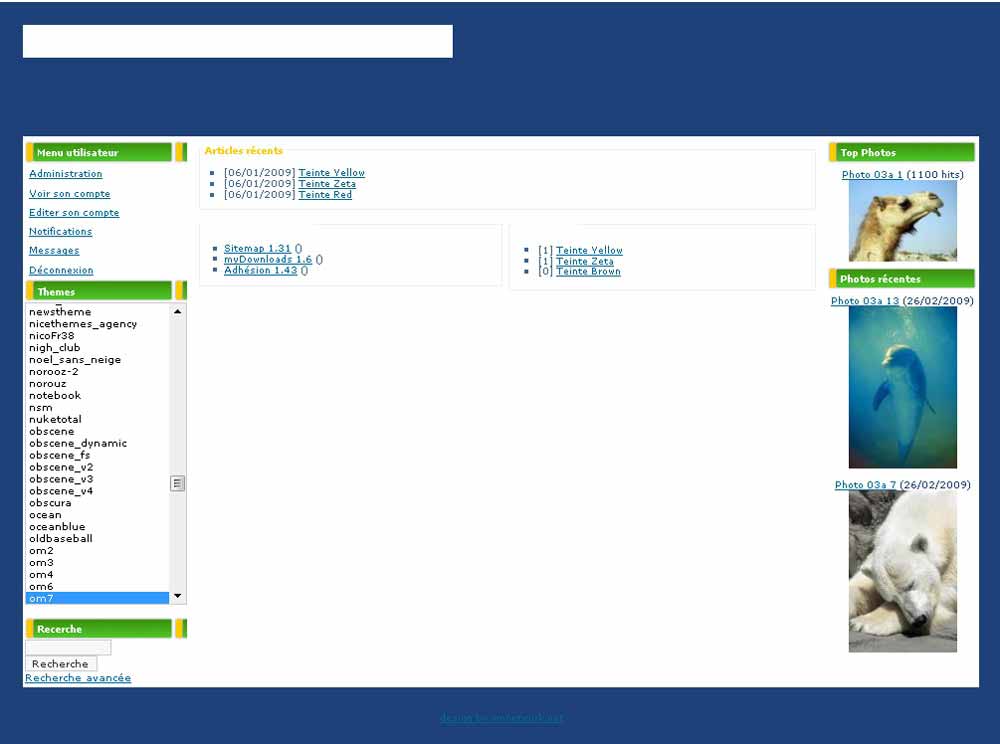 Menu utilisateur
Administration
Voir son compte
Editer son compte
Notifications
Messages
Déconnexion
Themes
newstheme
nicethemes_agency
nicoFr38
nigh_club
noel_sans_neige
norooz-2
norouz
notebook
nsm
nuketotal
obscene
obscene_dynamic
obscene_fs
obscene_v2
obscene_v3
obscene_v4
obscura
ocean
oceanblue
oldbaseball
om2
om3
om4
om6
om7
Recerche
Recherche
Recherche avancée
Articles récents
[06/01/2009] Teinte Yellow
[06/01/2009] Teinte Zeta
[06/01/2009] Teinte Red
Sitemap 1.31 ()
myDownloads 1.6 ()
Adhésion 1.43 ()
[1] Teinte Yellow
[1] Teinte Zeta
[0] Teinte Brown
Top Photos
Photo 03a 1 (1100 hits)
Photos récentes
Photo 03a 13 (26/02/2009)
Photo 03a 7 (26/02/2009)
design by